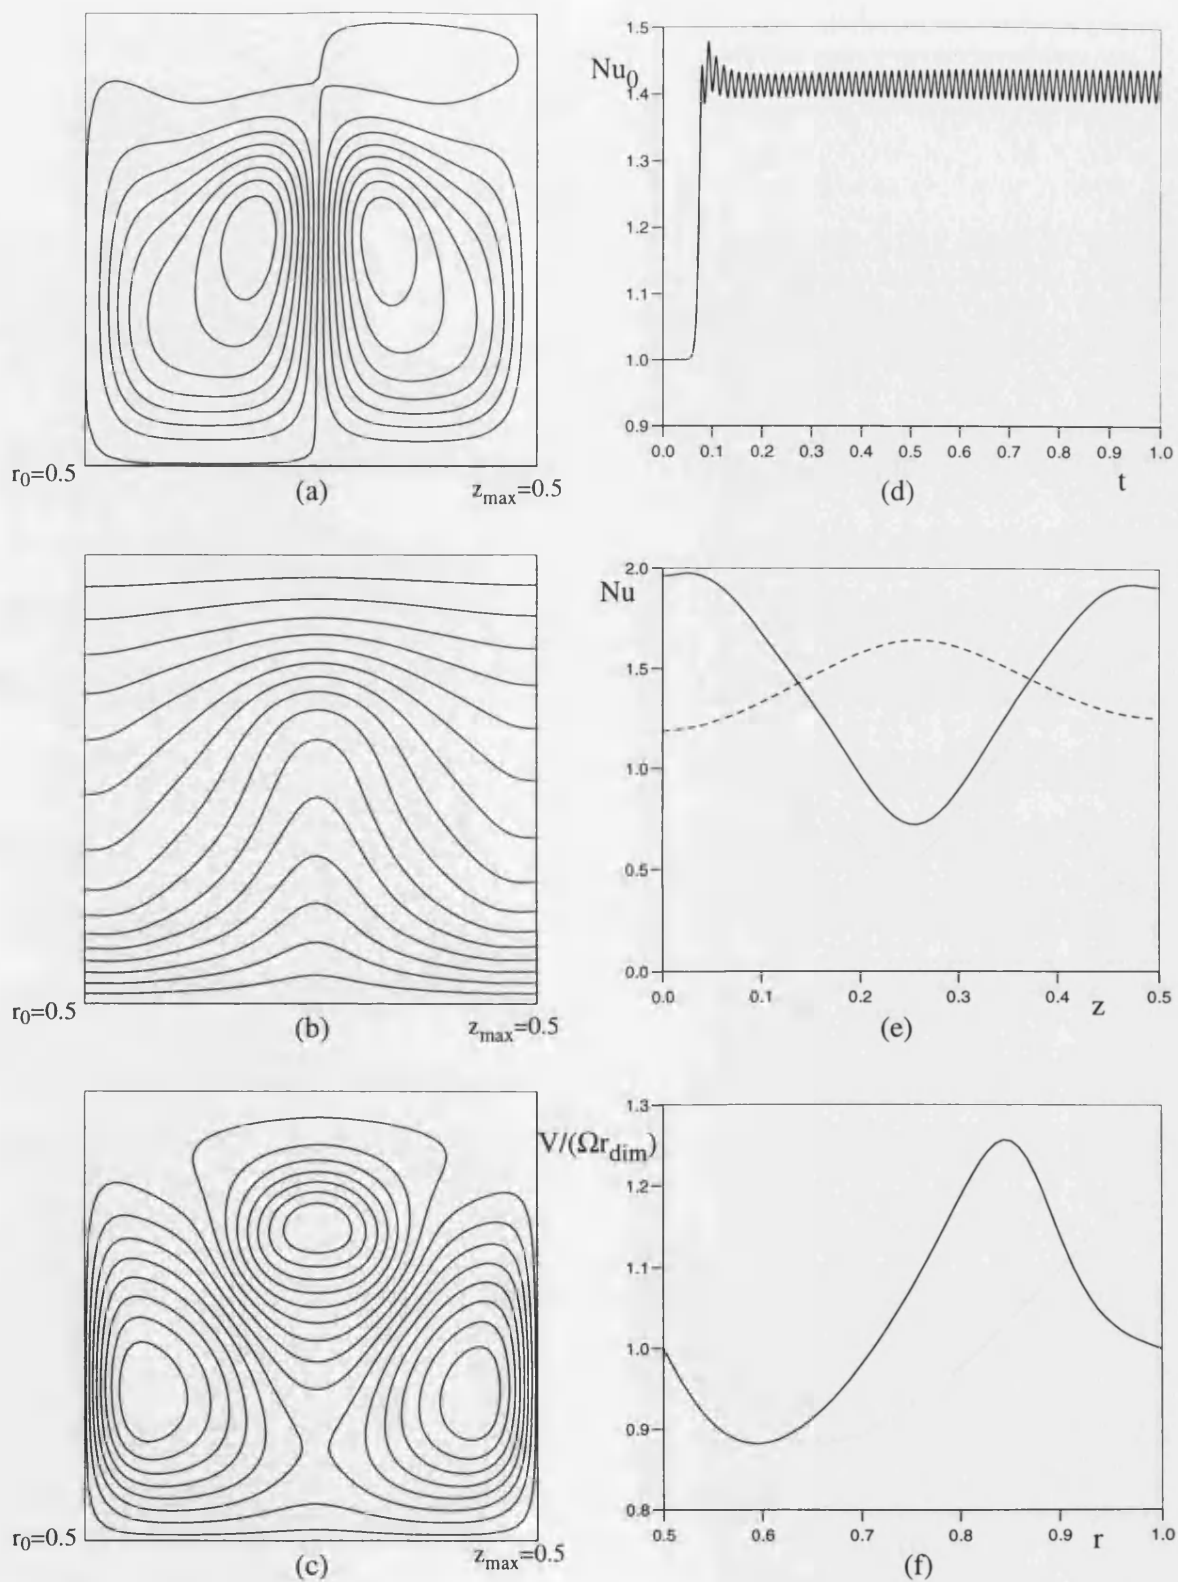 r₀=0.5
(a)
z_max=0.5
Nu₀
1.5
1.4
1.3
1.2
1.1
1.0
0.9
0.0 0.1 0.2 0.3 0.4 0.5 0.6 0.7 0.8 0.9 1.0
(d)
t
r₀=0.5
(b)
z_max=0.5
Nu
2.0
1.5
1.0
0.5
0.0
0.0 0.1 0.2 0.3 0.4 0.5
(e)
z
r₀=0.5
(c)
z_max=0.5
V/(Ωr_dim)
1.3
1.2
1.1
1.0
0.9
0.8
0.5 0.6 0.7 0.8 0.9 1.0
(f)
r